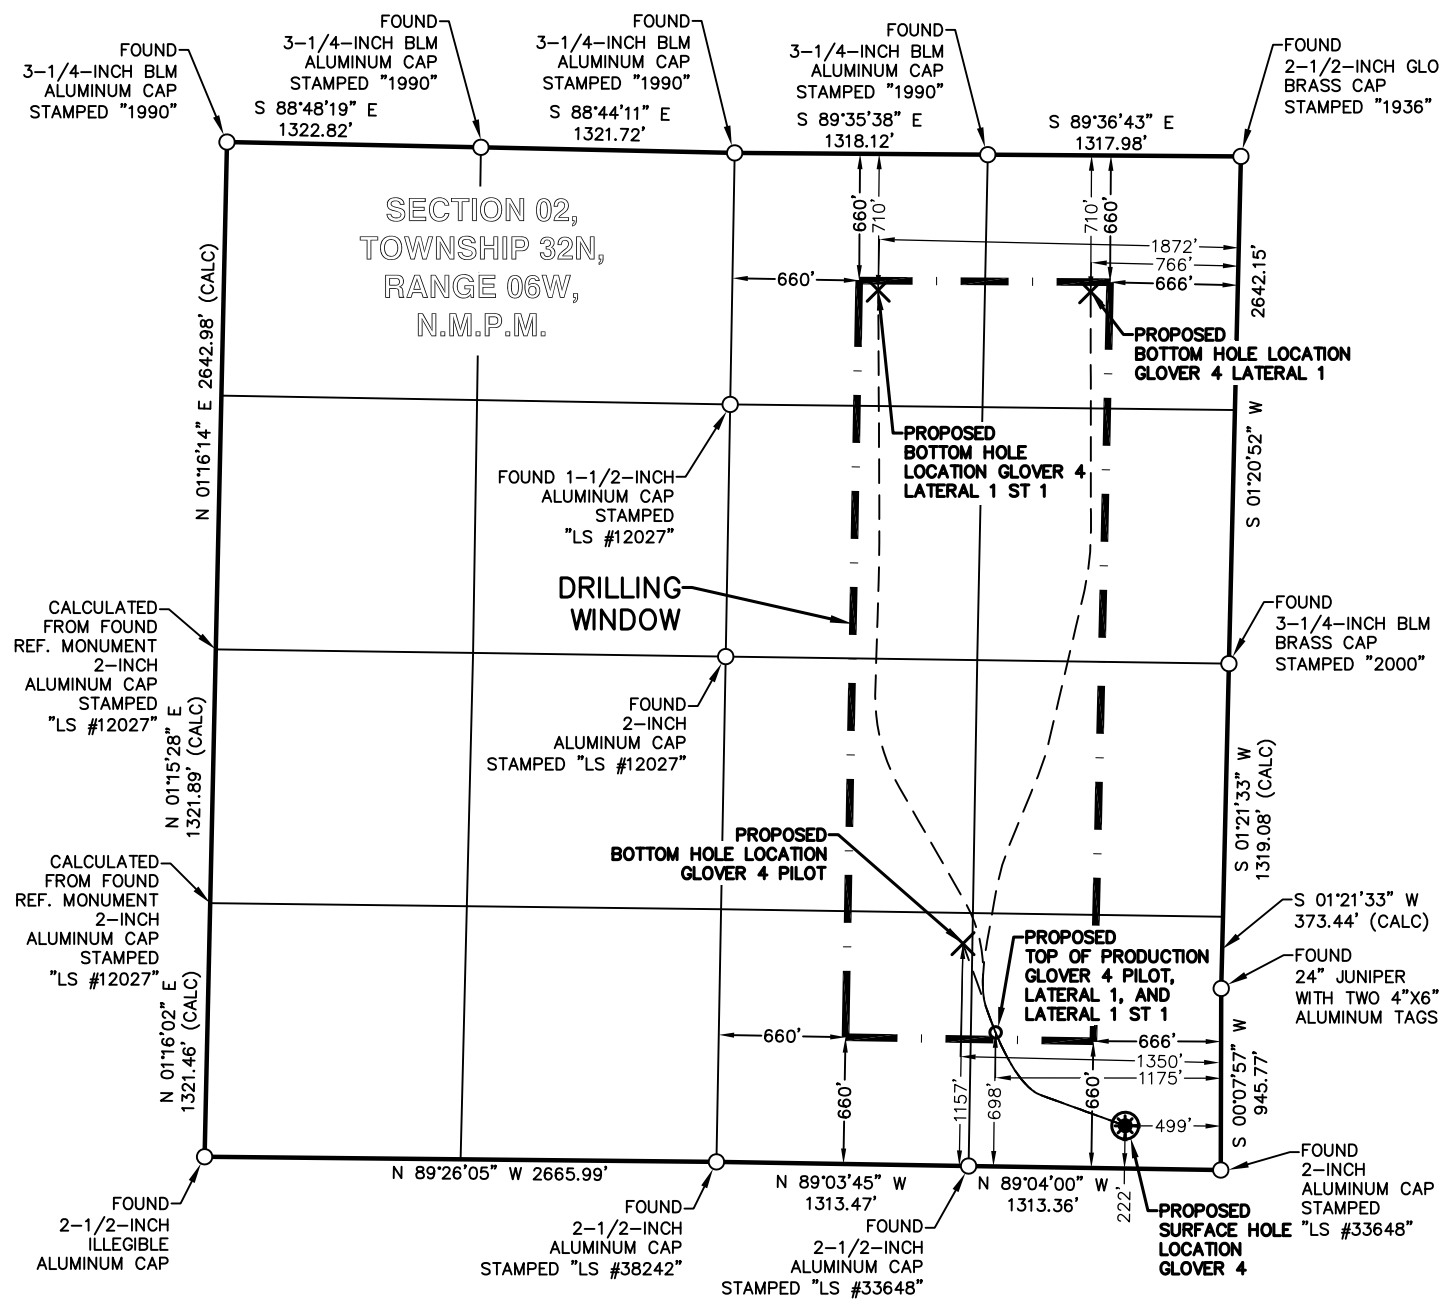 FOUND
3-1/4-INCH BLM
ALUMINUM CAP
STAMPED "1990"
FOUND
3-1/4-INCH BLM
ALUMINUM CAP
STAMPED "1990"
FOUND
3-1/4-INCH BLM
ALUMINUM CAP
STAMPED "1990"
FOUND
3-1/4-INCH BLM
ALUMINUM CAP
STAMPED "1990"
FOUND
2-1/2-INCH GLO
BRASS CAP
STAMPED "1936"
S 88°48'19" E
1322.82'
S 88°44'11" E
1321.72'
S 89°35'38" E
1318.12'
S 89°36'43" E
1317.98'
SECTION 02,
TOWNSHIP 32N,
RANGE 06W,
N.M.P.M.
660'
710'
710'
660'
1872'
766'
660'
666'
2642.15'
S 01°20'52" W
N 01°16'14" E 2642.98' (CALC)
PROPOSED
BOTTOM HOLE LOCATION
GLOVER 4 LATERAL 1
PROPOSED
BOTTOM HOLE
LOCATION GLOVER 4
LATERAL 1 ST 1
FOUND 1-1/2-INCH
ALUMINUM CAP
STAMPED
"LS #12027"
DRILLING
WINDOW
CALCULATED
FROM FOUND
REF. MONUMENT
2-INCH
ALUMINUM CAP
STAMPED
"LS #12027"
FOUND
3-1/4-INCH BLM
BRASS CAP
STAMPED "2000"
FOUND
2-INCH
ALUMINUM CAP
STAMPED "LS #12027"
N 01°15'28" E
1321.89' (CALC)
S 01°21'33" W
1319.08' (CALC)
PROPOSED
BOTTOM HOLE LOCATION
GLOVER 4 PILOT
CALCULATED
FROM FOUND
REF. MONUMENT
2-INCH
ALUMINUM CAP
STAMPED
"LS #12027"
S 01°21'33" W
373.44' (CALC)
PROPOSED
TOP OF PRODUCTION
GLOVER 4 PILOT,
LATERAL 1, AND
LATERAL 1 ST 1
FOUND
24" JUNIPER
WITH TWO 4"X6"
ALUMINUM TAGS
N 01°16'02" E
1321.46' (CALC)
660'
666'
1350'
1175'
660'
1157'
698'
660'
499'
222'
S 00°07'57" W
945.77'
N 89°26'05" W 2665.99'
N 89°03'45" W
1313.47'
N 89°04'00" W
1313.36'
FOUND
2-1/2-INCH
ILLEGIBLE
ALUMINUM CAP
FOUND
2-1/2-INCH
ALUMINUM CAP
STAMPED "LS #38242"
FOUND
2-1/2-INCH
ALUMINUM CAP
STAMPED "LS #33648"
PROPOSED
SURFACE HOLE
LOCATION
GLOVER 4
FOUND
2-INCH
ALUMINUM CAP
STAMPED
"LS #33648"